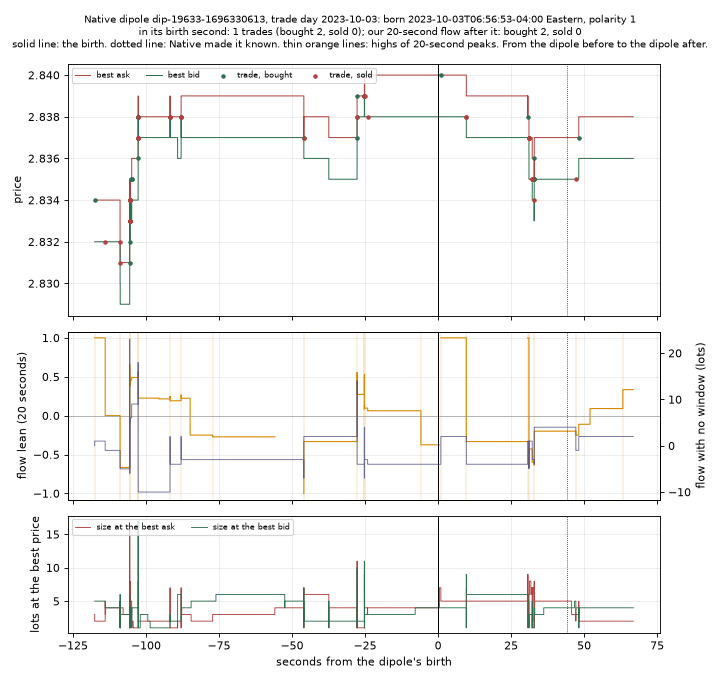 Native dipole dip-19633-1696330613, trade day 2023-10-03: born 2023-10-03T06:56:53-04:00 Eastern, polarity 1
in its birth second: 1 trades (bought 2, sold 0); our 20-second flow after it: bought 2, sold 0
solid line: the birth. dotted line: Native made it known. thin orange lines: highs of 20-second peaks. From the dipole before to the dipole after.
best ask
best bid
trade, bought
trade, sold
price
2.840
2.838
2.836
2.834
2.832
2.830
flow lean (20 seconds)
1.0
0.5
0.0
−0.5
−1.0
20
10
0
−10
flow with no window (lots)
size at the best ask
size at the best bid
lots at the best price
15
10
5
−125
−100
−75
−50
−25
0
25
50
75
seconds from the dipole's birth